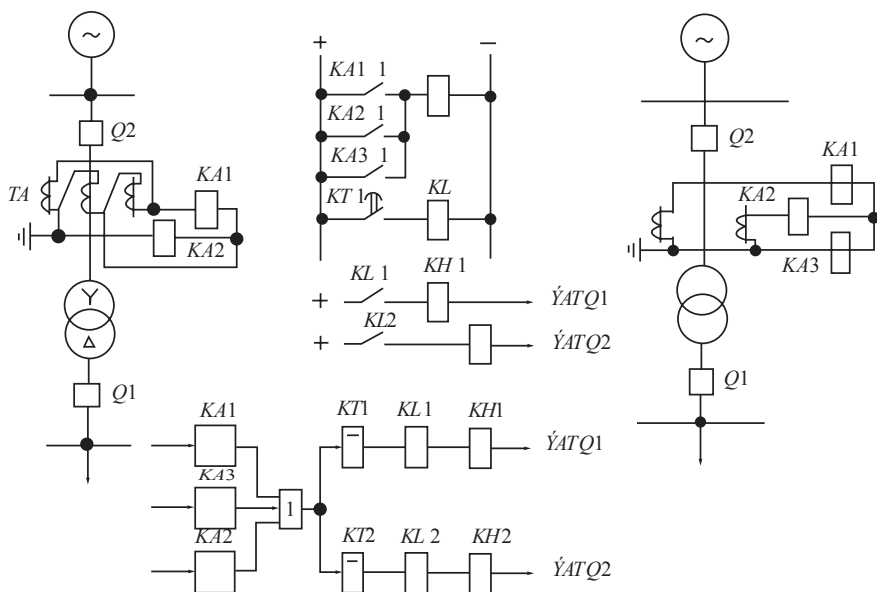 ~
Q2
TA
KA1
KA2
Y
Δ
Q1
+ −
KA1 1
KA2 1
KA3 1
KT 1 KL
KL 1 KH 1
+ ÝATQ1
KL2
+ ÝATQ2
~
Q2
KA1
KA2
KA3
Q1
KA1
KA3
KA2
1
KT1 KL 1 KH1
ÝATQ1
KT2 KL 2 KH2
ÝATQ2